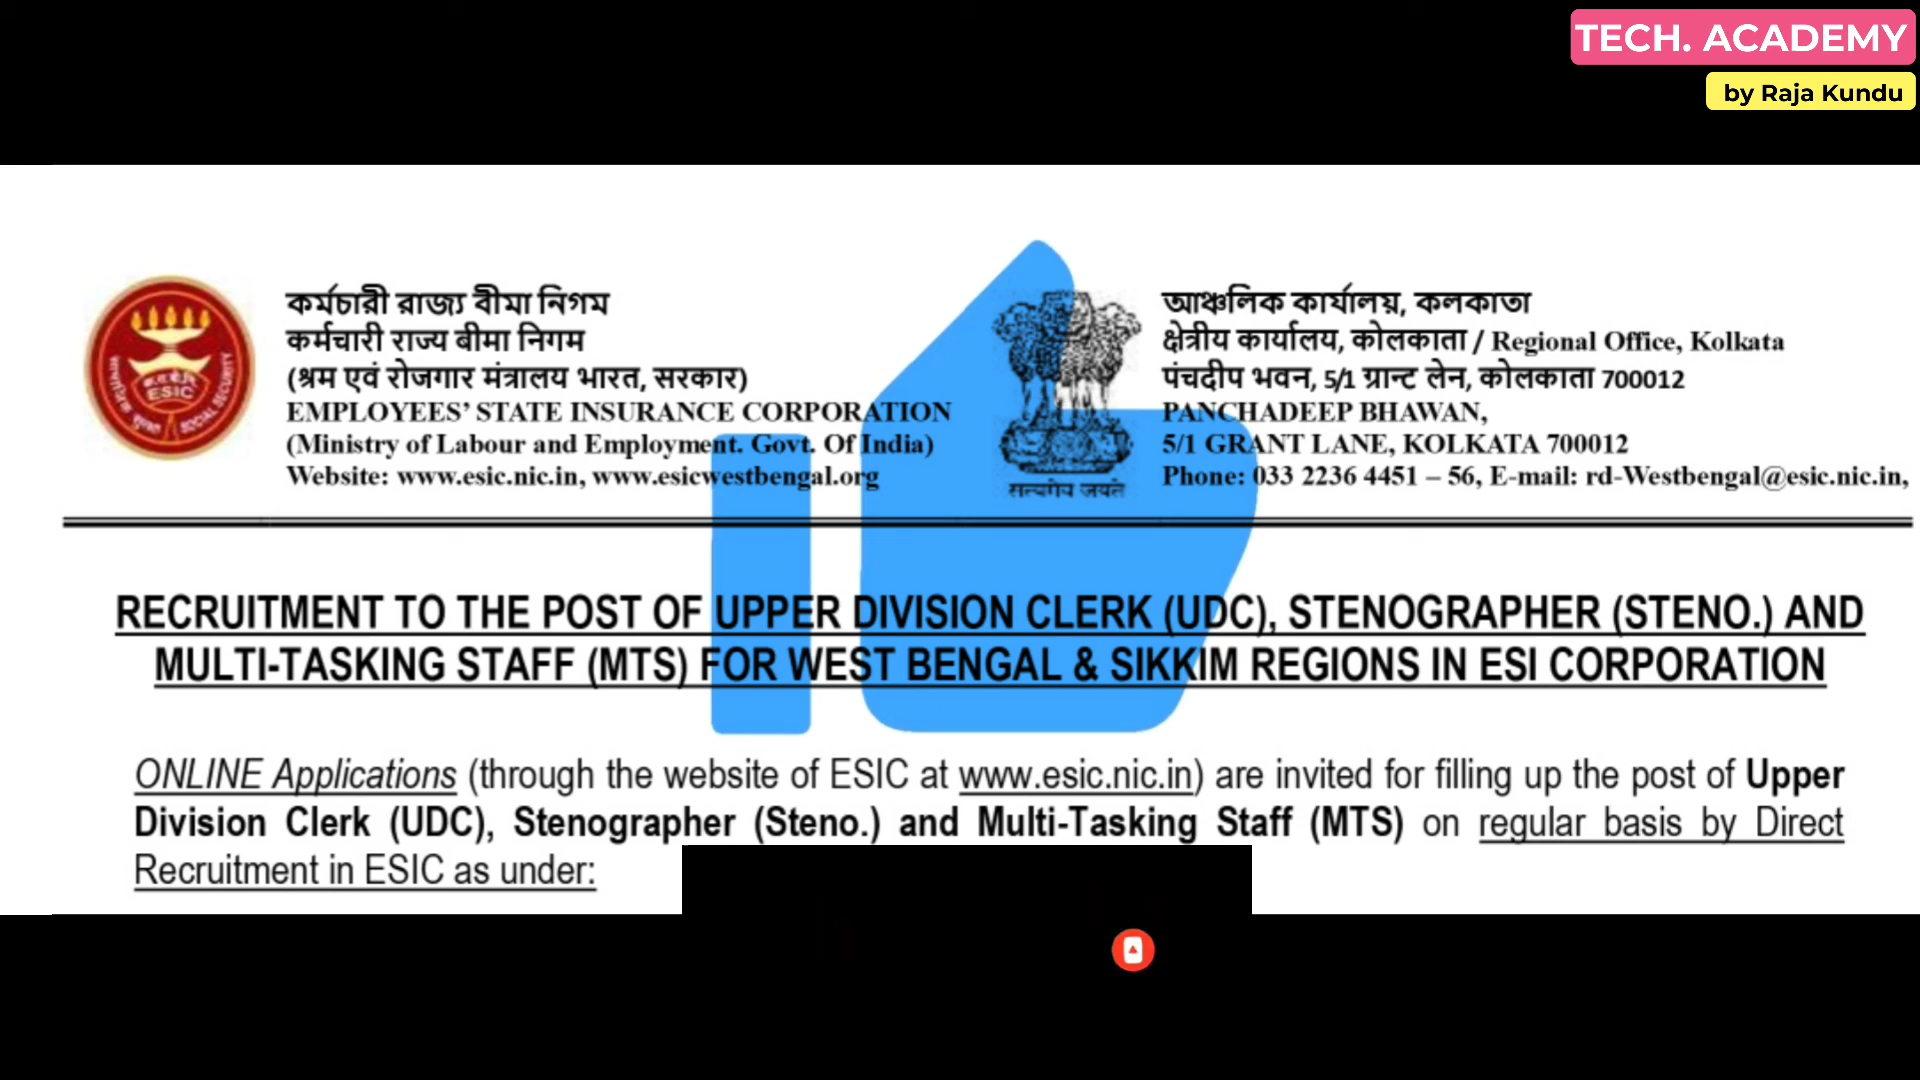 TECH. ACADEMY
by Raja Kundu
কর্মচারী রাজ্য বীমা নিগম
कर्मचारी राज्य बीमा निगम
(श्रम एवं रोजगार मंत्रालय भारत, सरकार)
EMPLOYEES' STATE INSURANCE CORPORATION
(Ministry of Labour and Employment. Govt. Of India)
Website: www.esic.nic.in, www.esicwestbengal.org
ESIC
SOCIAL SECURITY
सत्यमेव जयते
আঞ্চলিক কার্যালয়, কলকাতা
क्षेत्रीय कार्यालय, कोलकाता / Regional Office, Kolkata
पंचदीप भवन, 5/1 ग्रान्ट लेन, कोलकाता 700012
PANCHADEEP BHAWAN,
5/1 GRANT LANE, KOLKATA 700012
Phone: 033 2236 4451 – 56, E-mail: rd-Westbengal@esic.nic.in,
RECRUITMENT TO THE POST OF UPPER DIVISION CLERK (UDC), STENOGRAPHER (STENO.) AND
MULTI-TASKING STAFF (MTS) FOR WEST BENGAL & SIKKIM REGIONS IN ESI CORPORATION
ONLINE Applications (through the website of ESIC at www.esic.nic.in) are invited for filling up the post of Upper
Division Clerk (UDC), Stenographer (Steno.) and Multi-Tasking Staff (MTS) on regular basis by Direct
Recruitment in ESIC as under: